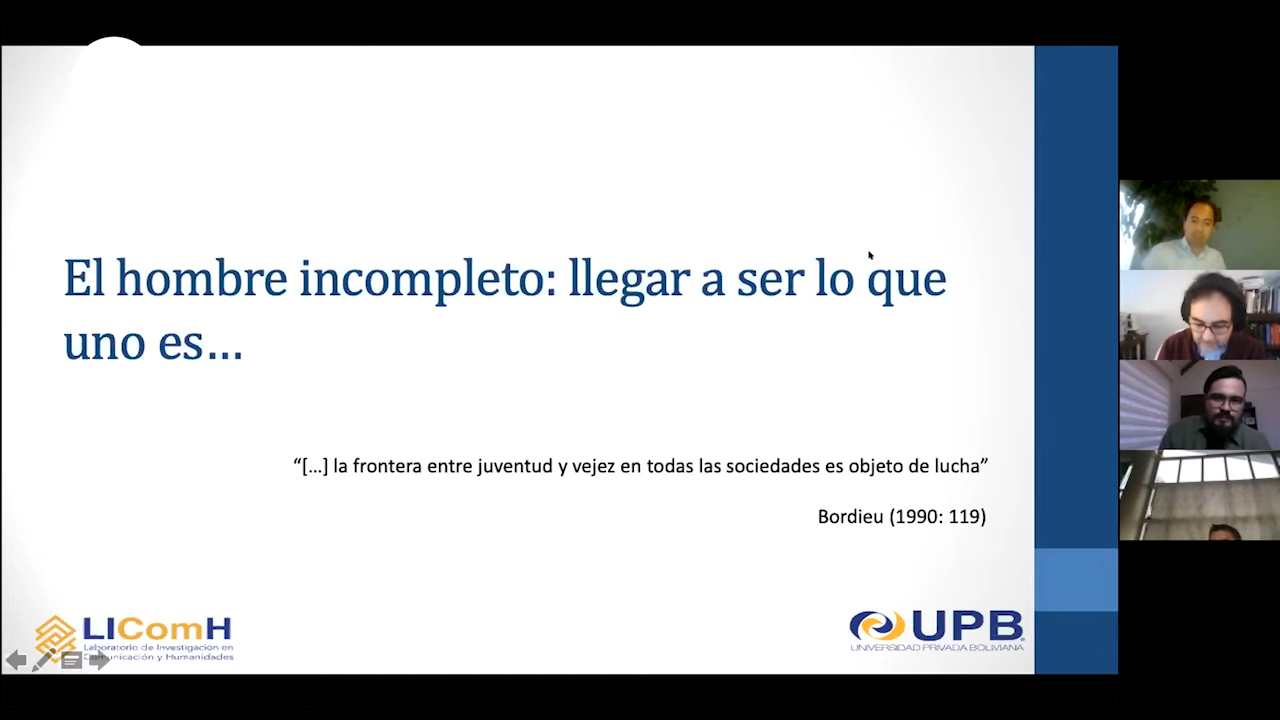 El hombre incompleto: llegar a ser lo que
uno es...
“[...] la frontera entre juventud y vejez en todas las sociedades es objeto de lucha”
Bordieu (1990: 119)
LIComH
Laboratorio de Investigación en
Comunicación y Humanidades
UPB
UNIVERSIDAD PRIVADA BOLIVIANA